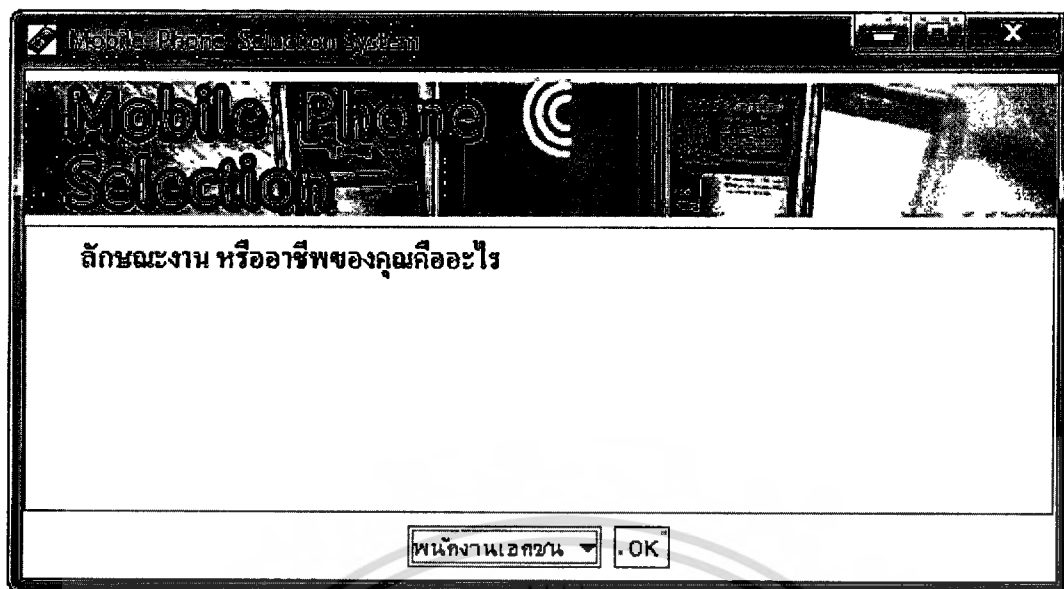 Mobile Phone Selection System
Mobile Phone
Selection
ลักษณะงาน หรืออาชีพของคุณคืออะไร
พนักงานเอกชน
OK